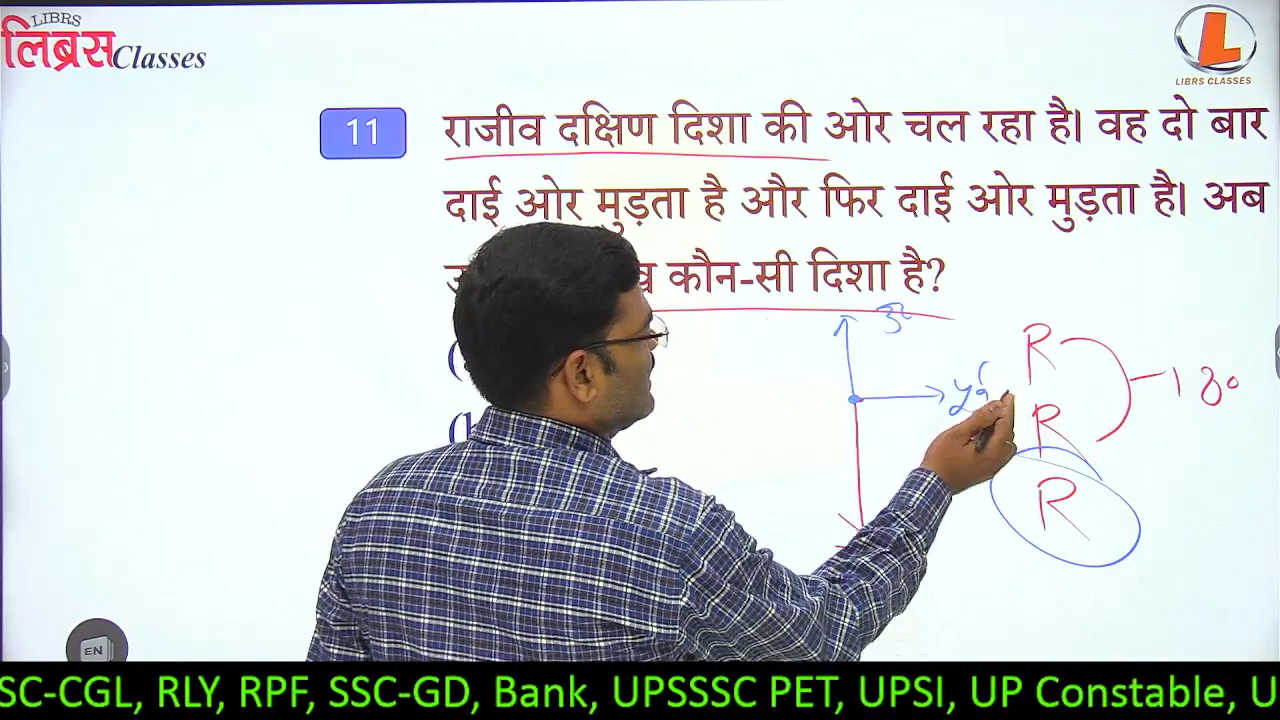 LIBRS
लिब्रस Classes
L
LIBRS CLASSES
11
राजीव दक्षिण दिशा की ओर चल रहा है। वह दो बार
दाई ओर मुड़ता है और फिर दाई ओर मुड़ता है। अब
कौन-सी दिशा है?
उ
पूर्व
R
R
180
R
EN
SC-CGL, RLY, RPF, SSC-GD, Bank, UPSSSC PET, UPSI, UP Constable, U